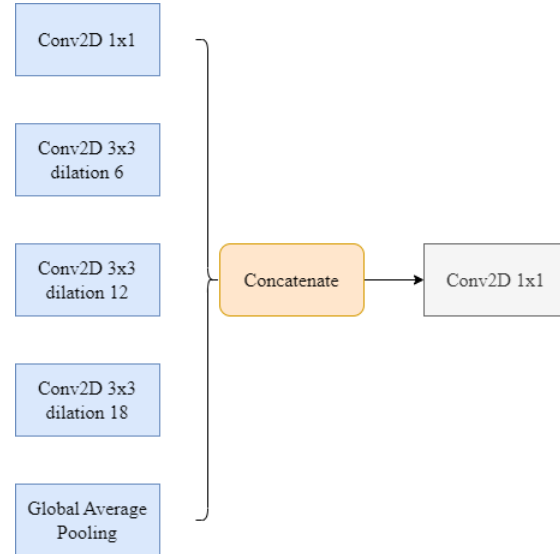 Conv2D 1x1
Conv2D 3x3
dilation 6
Conv2D 3x3
dilation 12
Conv2D 3x3
dilation 18
Global Average
Pooling
Concatenate
Conv2D 1x1